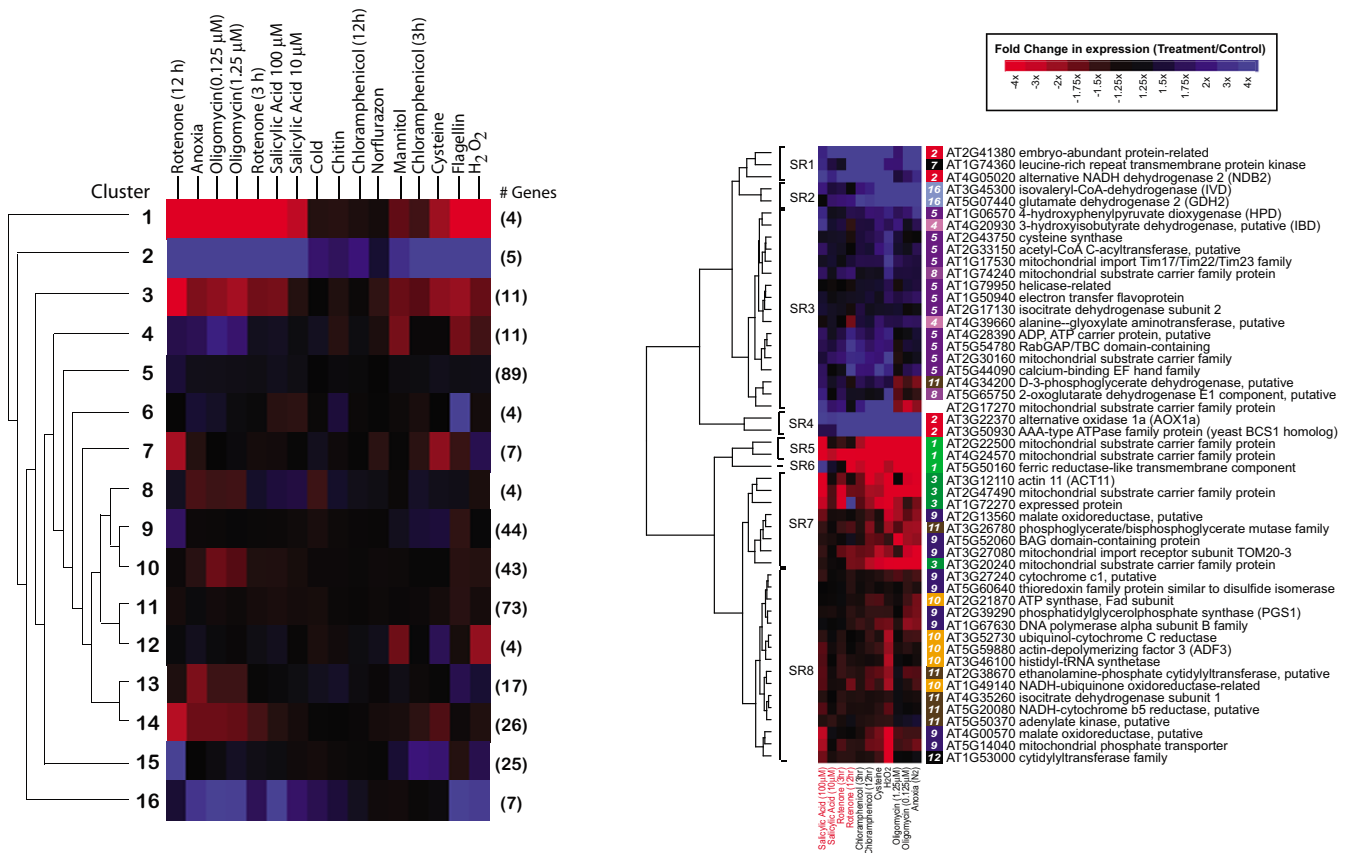 Rotenone (12 h)
Anoxia
Oligomycin(0.125 µM)
Oligomycin(1.25 µM)
Rotenone (3 h)
Salicylic Acid 100 µM
Salicylic Acid 10 µM
Cold
Chitin
Chloramphenicol (12h)
Norflurazon
Mannitol
Chloramphenicol (3h)
Cysteine
Flagellin
H2O2
Cluster
# Genes
1 (4)
2 (5)
3 (11)
4 (11)
5 (89)
6 (4)
7 (7)
8 (4)
9 (44)
10 (43)
11 (73)
12 (4)
13 (17)
14 (26)
15 (25)
16 (7)
Fold Change in expression (Treatment/Control)
-4x -3x -2x -1.75x -1.5x -1.25x 1.25x 1.5x 1.75x 2x 3x 4x
SR1
SR2
SR3
SR4
SR5
SR6
SR7
SR8
2 AT2G41380 embryo-abundant protein-related
7 AT1G74360 leucine-rich repeat transmembrane protein kinase
2 AT4G05020 alternative NADH dehydrogenase 2 (NDB2)
16 AT3G45300 isovaleryl-CoA-dehydrogenase (IVD)
16 AT5G07440 glutamate dehydrogenase 2 (GDH2)
5 AT1G06570 4-hydroxyphenylpyruvate dioxygenase (HPD)
4 AT4G20930 3-hydroxyisobutyrate dehydrogenase, putative (IBD)
5 AT2G43750 cysteine synthase
5 AT2G33150 acetyl-CoA C-acyltransferase, putative
5 AT1G17530 mitochondrial import Tim17/Tim22/Tim23 family
8 AT1G74240 mitochondrial substrate carrier family protein
5 AT1G79950 helicase-related
5 AT1G50940 electron transfer flavoprotein
5 AT2G17130 isocitrate dehydrogenase subunit 2
4 AT4G39660 alanine--glyoxylate aminotransferase, putative
5 AT4G28390 ADP, ATP carrier protein, putative
5 AT5G54780 RabGAP/TBC domain-containing
5 AT2G30160 mitochondrial substrate carrier family
5 AT5G44090 calcium-binding EF hand family
11 AT4G34200 D-3-phosphoglycerate dehydrogenase, putative
8 AT5G65750 2-oxoglutarate dehydrogenase E1 component, putative
AT2G17270 mitochondrial substrate carrier family protein
2 AT3G22370 alternative oxidase 1a (AOX1a)
2 AT3G50930 AAA-type ATPase family protein (yeast BCS1 homolog)
1 AT2G22500 mitochondrial substrate carrier family protein
1 AT4G24570 mitochondrial substrate carrier family protein
1 AT5G50160 ferric reductase-like transmembrane component
3 AT3G12110 actin 11 (ACT11)
3 AT2G47490 mitochondrial substrate carrier family protein
3 AT1G72270 expressed protein
9 AT2G13560 malate oxidoreductase, putative
11 AT3G26780 phosphoglycerate/bisphosphoglycerate mutase family
9 AT5G52060 BAG domain-containing protein
9 AT3G27080 mitochondrial import receptor subunit TOM20-3
3 AT3G20240 mitochondrial substrate carrier family protein
9 AT3G27240 cytochrome c1, putative
9 AT5G60640 thioredoxin family protein similar to disulfide isomerase
10 AT2G21870 ATP synthase, Fad subunit
9 AT2G39290 phosphatidylglycerolphosphate synthase (PGS1)
9 AT1G67630 DNA polymerase alpha subunit B family
10 AT3G52730 ubiquinol-cytochrome C reductase
10 AT5G59880 actin-depolymerizing factor 3 (ADF3)
10 AT3G46100 histidyl-tRNA synthetase
11 AT2G38670 ethanolamine-phosphate cytidylyltransferase, putative
10 AT1G49140 NADH-ubiquinone oxidoreductase-related
11 AT4G35260 isocitrate dehydrogenase subunit 1
11 AT5G20080 NADH-cytochrome b5 reductase, putative
11 AT5G50370 adenylate kinase, putative
9 AT4G00570 malate oxidoreductase, putative
9 AT5G14040 mitochondrial phosphate transporter
12 AT1G53000 cytidylyltransferase family
Salicylic Acid (100µM)
Salicylic Acid (10µM)
Rotenone (3hr)
Rotenone (12hr)
Chloramphenicol (3hr)
Chloramphenicol (12hr)
Cysteine
H2O2
Oligomycin (1.25µM)
Oligomycin (0.125µM)
Anoxia (N2)